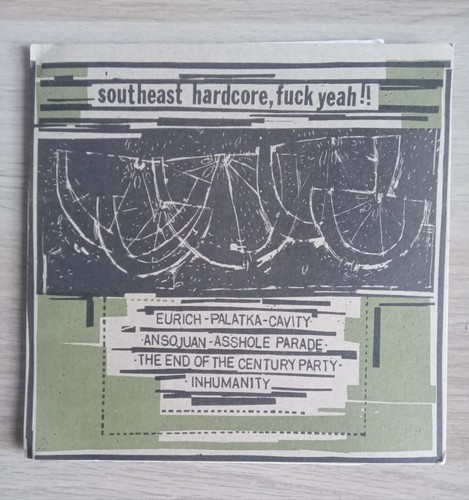 southeast hardcore, fuck yeah!!
EURICH-PALATKA-CAVITY-
-ANSOJUAN-ASSHOLE PARADE-
-THE END OF THE CENTURY PARTY-
-INHUMANITY